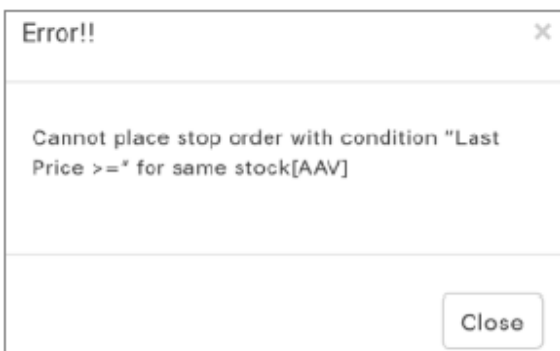 Error!!
×
Cannot place stop order with condition "Last
Price >=" for same stock[AAV]
Close